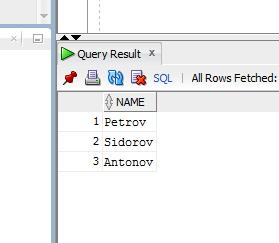 Query Result
SQL | All Rows Fetched:
NAME
1 Petrov
2 Sidorov
3 Antonov